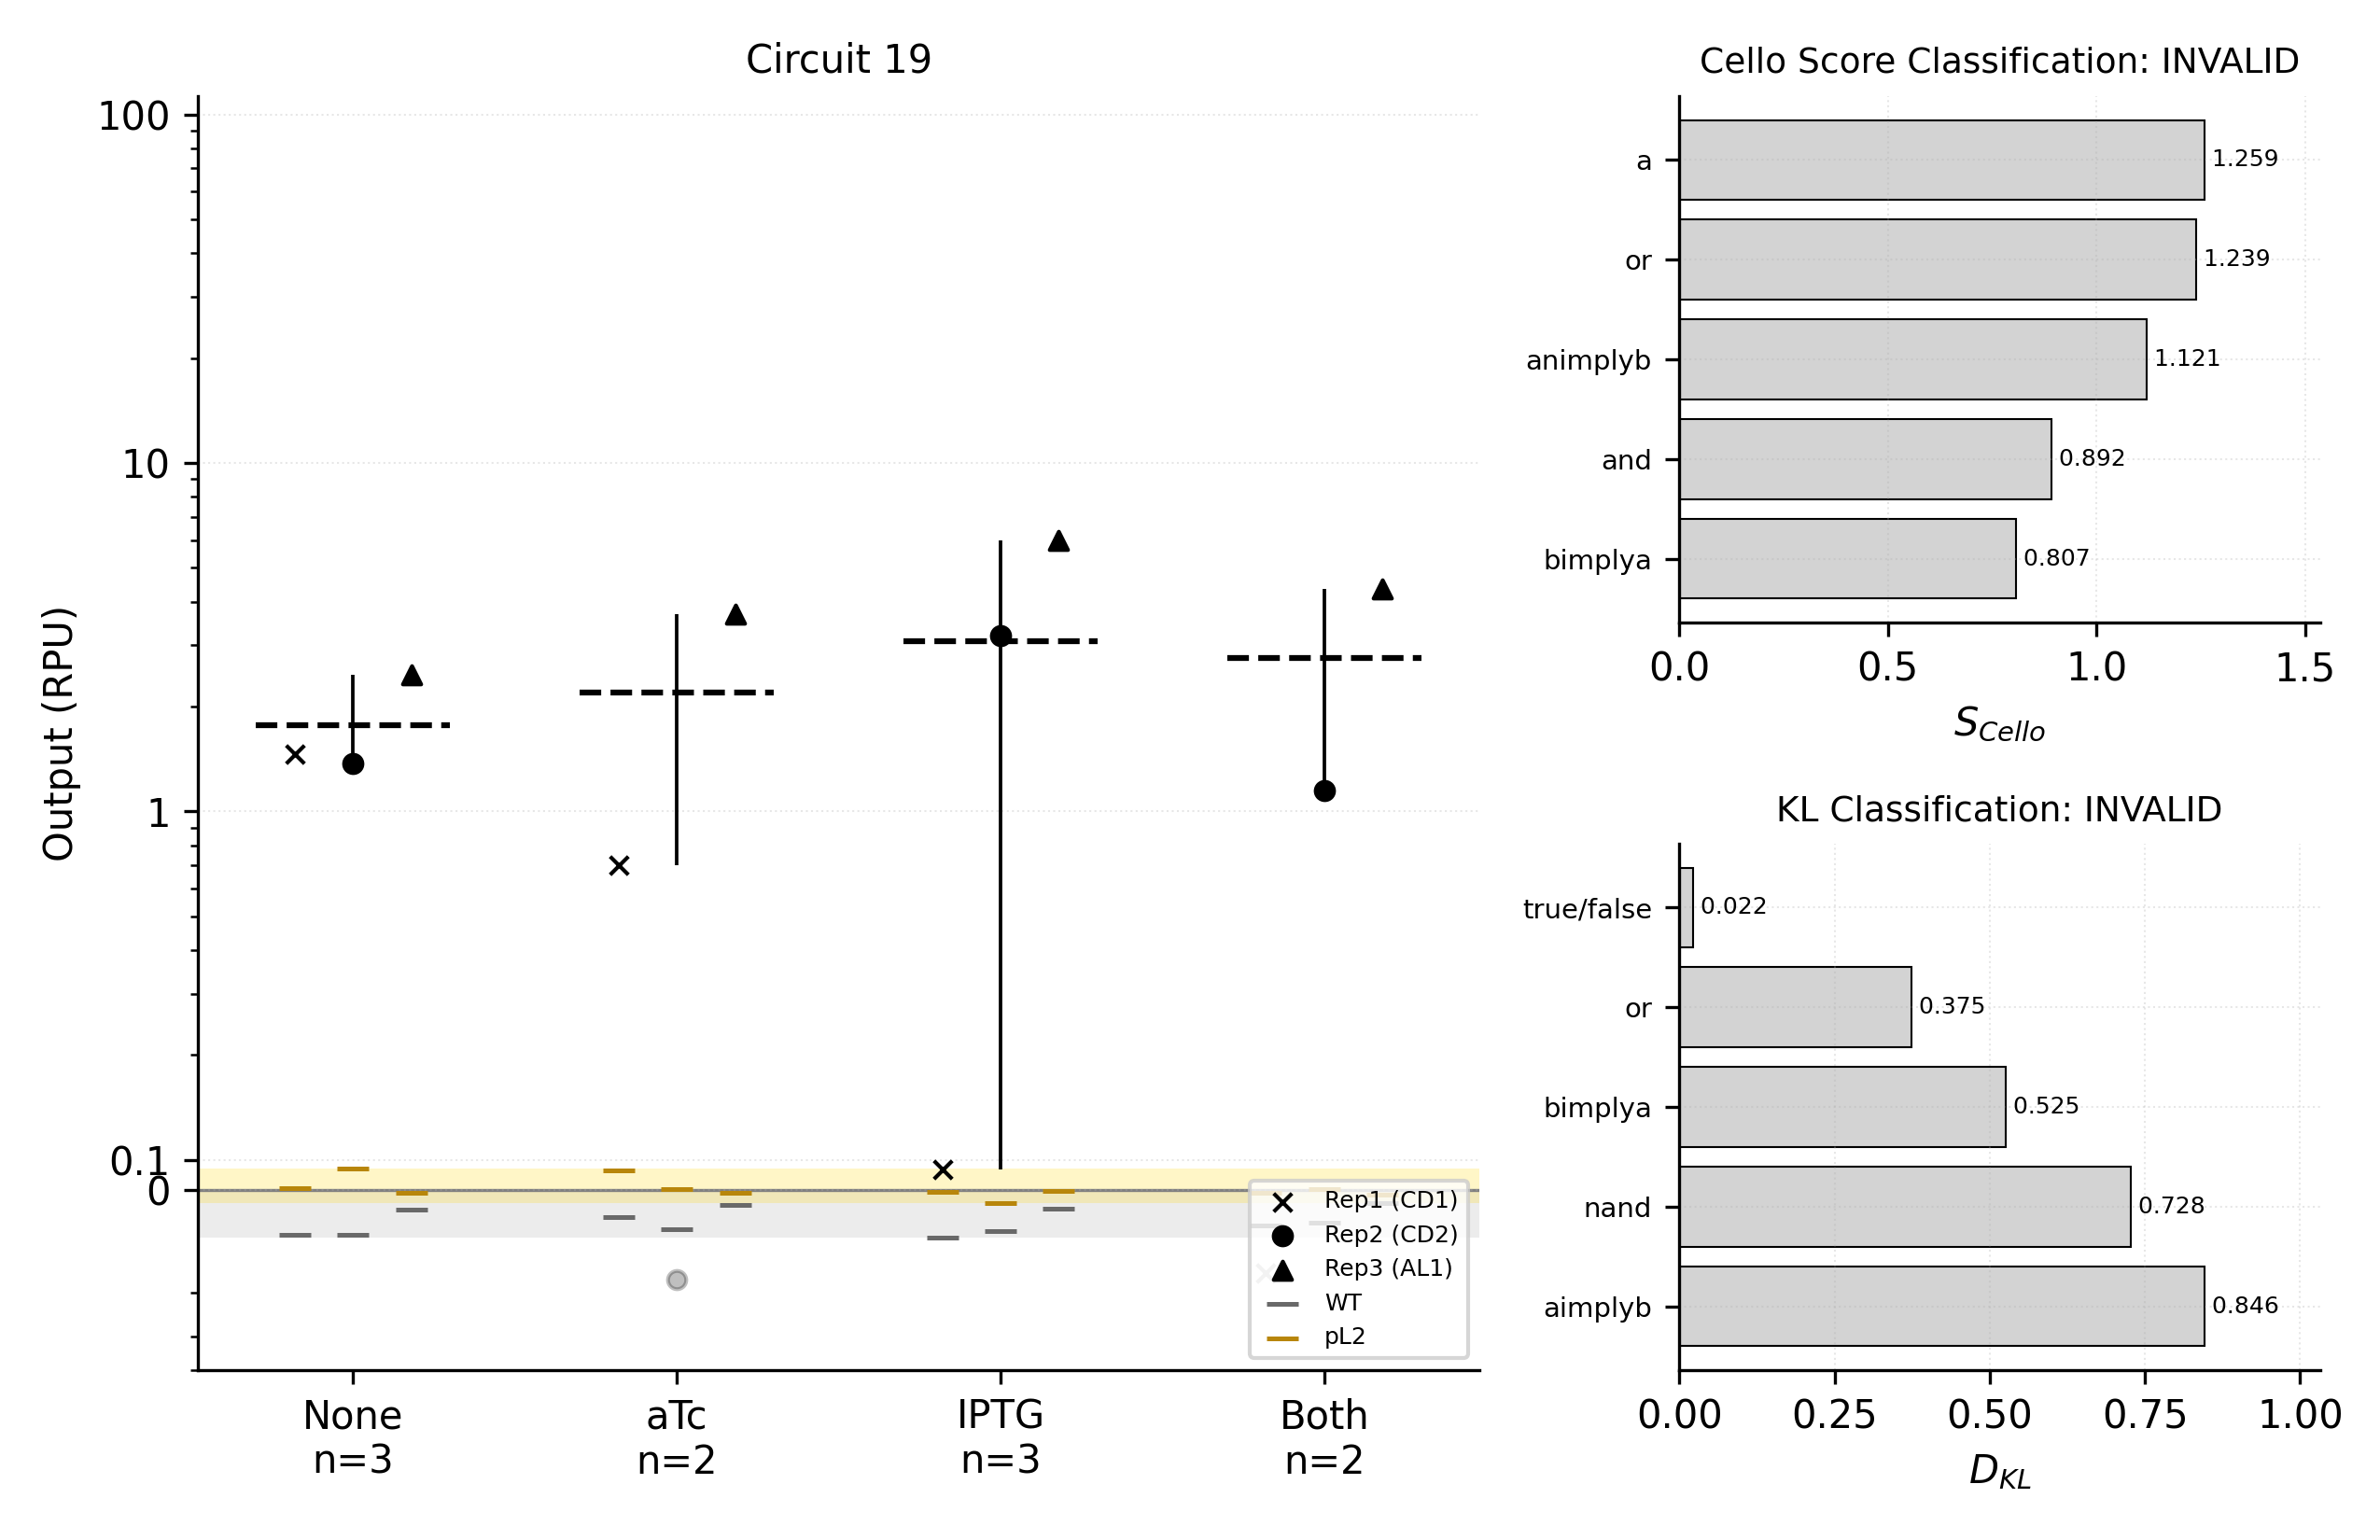 Circuit 19
Output (RPU)
100
10
1
0.1
0
None
n=3
aTc
n=2
IPTG
n=3
Both
n=2
Rep1 (CD1)
Rep2 (CD2)
Rep3 (AL1)
WT
pL2
Cello Score Classification: INVALID
a
1.259
or
1.239
animplyb
1.121
and
0.892
bimplya
0.807
0.0 0.5 1.0 1.5
S_Cello
KL Classification: INVALID
true/false
0.022
or
0.375
bimplya
0.525
nand
0.728
aimplyb
0.846
0.00 0.25 0.50 0.75 1.00
D_KL